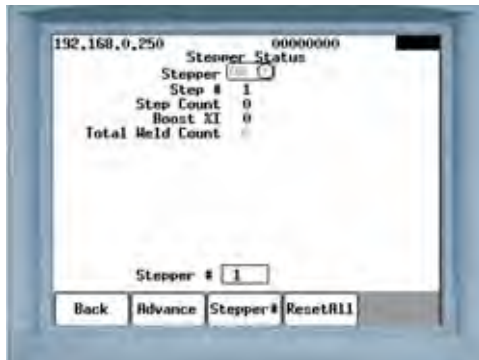 192.168.0.250 00000000
Stepper Status
Stepper
Step # 1
Step Count 0
Boost %I 0
Total Weld Count
Stepper # 1
Back Advance Stepper# ResetAll